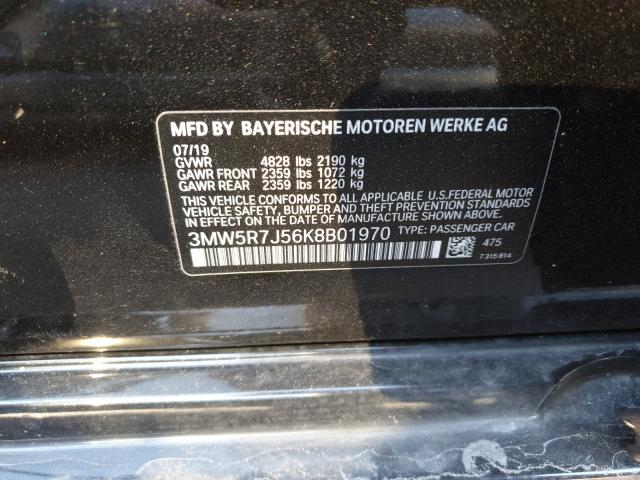 MFD BY BAYERISCHE MOTOREN WERKE AG
07/19
GVWR 4828 lbs 2190 kg
GAWR FRONT 2359 lbs 1072 kg
GAWR REAR 2359 lbs 1220 kg
THIS VEHICLE CONFORMS TO ALL APPLICABLE U.S.FEDERAL MOTOR
VEHICLE SAFETY, BUMPER, AND THEFT PREVENTION STANDARDS
IN EFFECT ON THE DATE OF MANUFACTURE SHOWN ABOVE.
3MW5R7J56K8B01970 TYPE: PASSENGER CAR
475
7 315 814